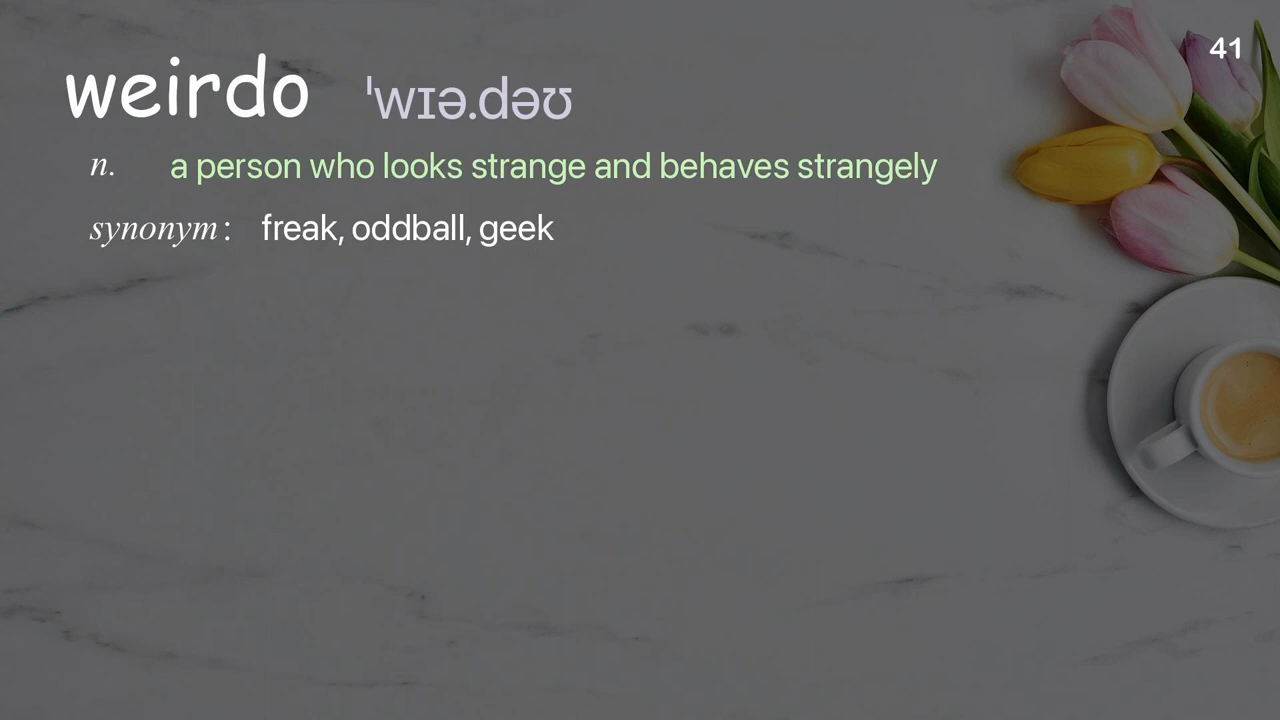 41
weirdo ˈwɪə.dəʊ
n. a person who looks strange and behaves strangely
synonym : freak, oddball, geek